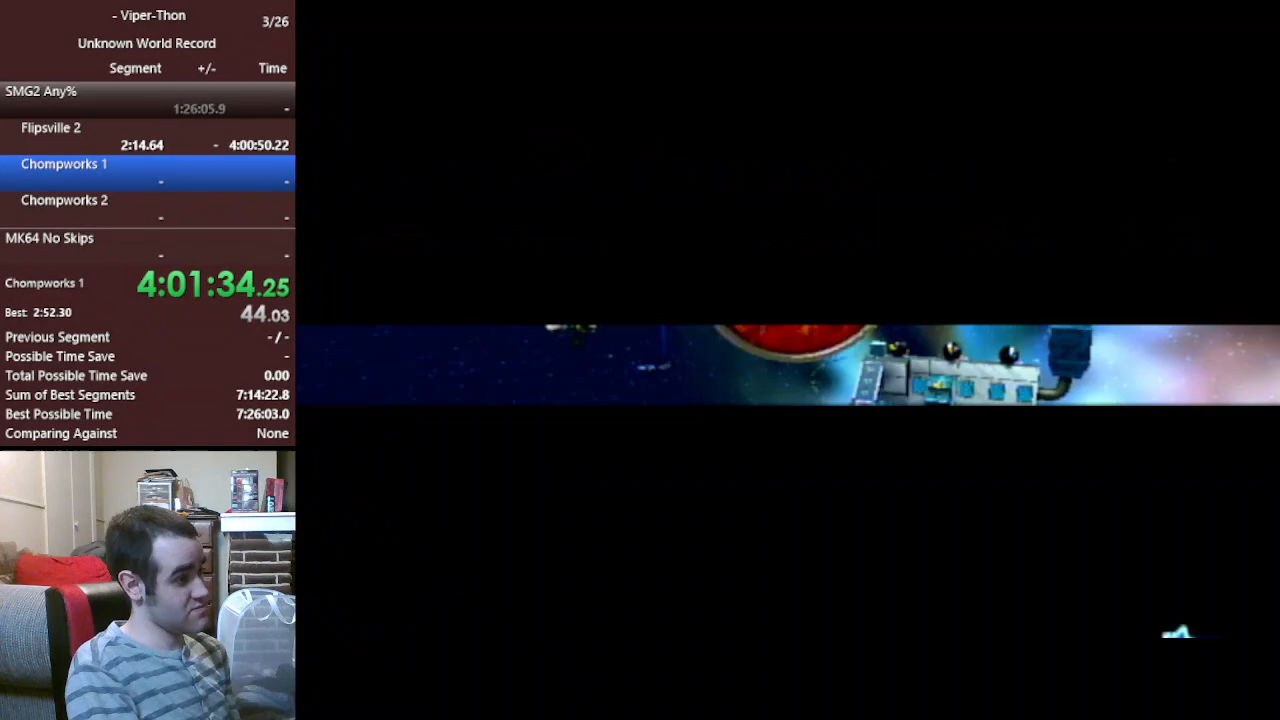 - Viper-Thon
3/26
Unknown World Record
Segment +/- Time
SMG2 Any%
1:26:05.9 -
Flipsville 2
2:14.64 - 4:00:50.22
Chompworks 1
- -
Chompworks 2
- -
MK64 No Skips
- -
Chompworks 1 4:01:34.25
Best: 2:52.30 44.03
Previous Segment - / -
Possible Time Save -
Total Possible Time Save 0.00
Sum of Best Segments 7:14:22.8
Best Possible Time 7:26:03.0
Comparing Against None